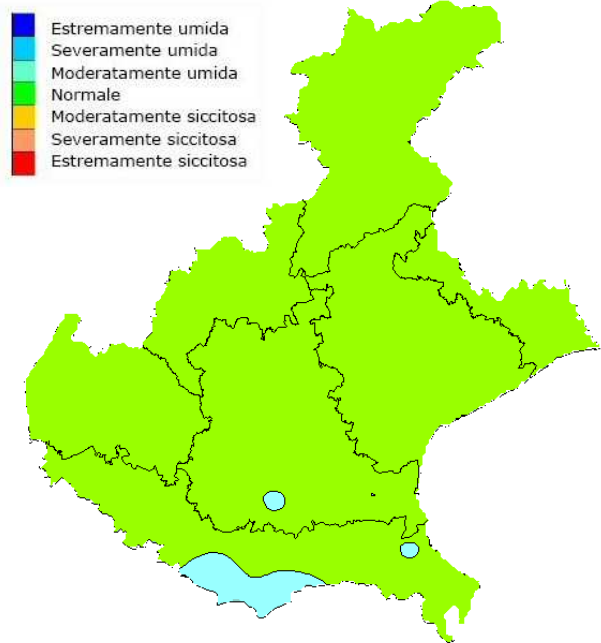 Estremamente umida
Severamente umida
Moderatamente umida
Normale
Moderatamente siccitosa
Severamente siccitosa
Estremamente siccitosa